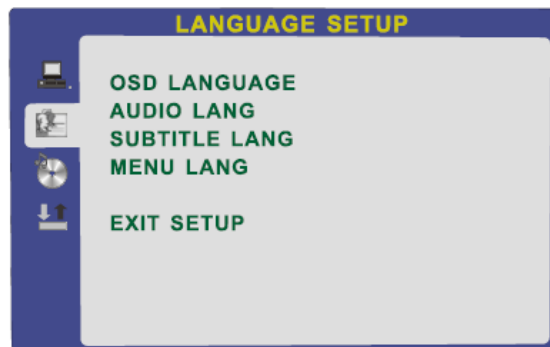 LANGUAGE SETUP
OSD LANGUAGE
AUDIO LANG
SUBTITLE LANG
MENU LANG
EXIT SETUP